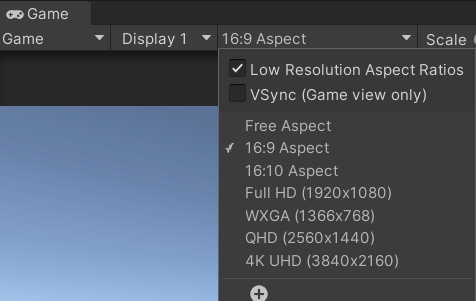 Game
Game Display 1 16:9 Aspect Scale
Low Resolution Aspect Ratios
VSync (Game view only)
Free Aspect
16:9 Aspect
16:10 Aspect
Full HD (1920x1080)
WXGA (1366x768)
QHD (2560x1440)
4K UHD (3840x2160)